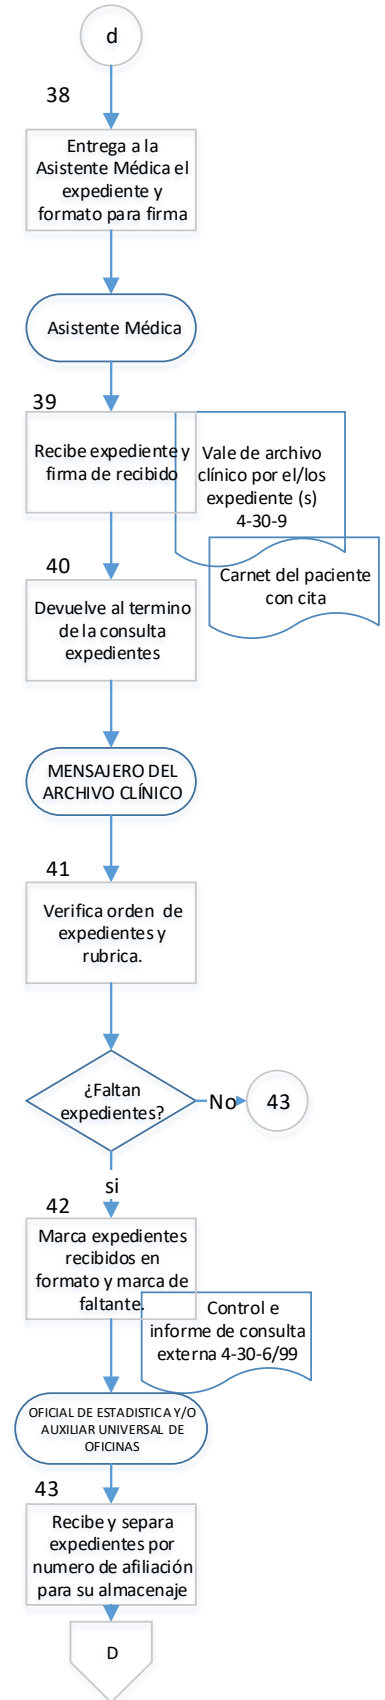 d
38
Entrega a la
Asistente Médica el
expediente y
formato para firma
Asistente Médica
39
Recibe expediente y
firma de recibido
Vale de archivo
clínico por el/los
expediente (s)
4-30-9
Carnet del paciente
con cita
40
Devuelve al termino
de la consulta
expedientes
MENSAJERO DEL
ARCHIVO CLÍNICO
41
Verifica orden de
expedientes y
rubrica.
¿Faltan
expedientes?
No
43
si
42
Marca expedientes
recibidos en
formato y marca de
faltante.
Control e
informe de consulta
externa 4-30-6/99
OFICIAL DE ESTADISTICA Y/O
AUXILIAR UNIVERSAL DE
OFICINAS
43
Recibe y separa
expedientes por
numero de afiliación
para su almacenaje
D